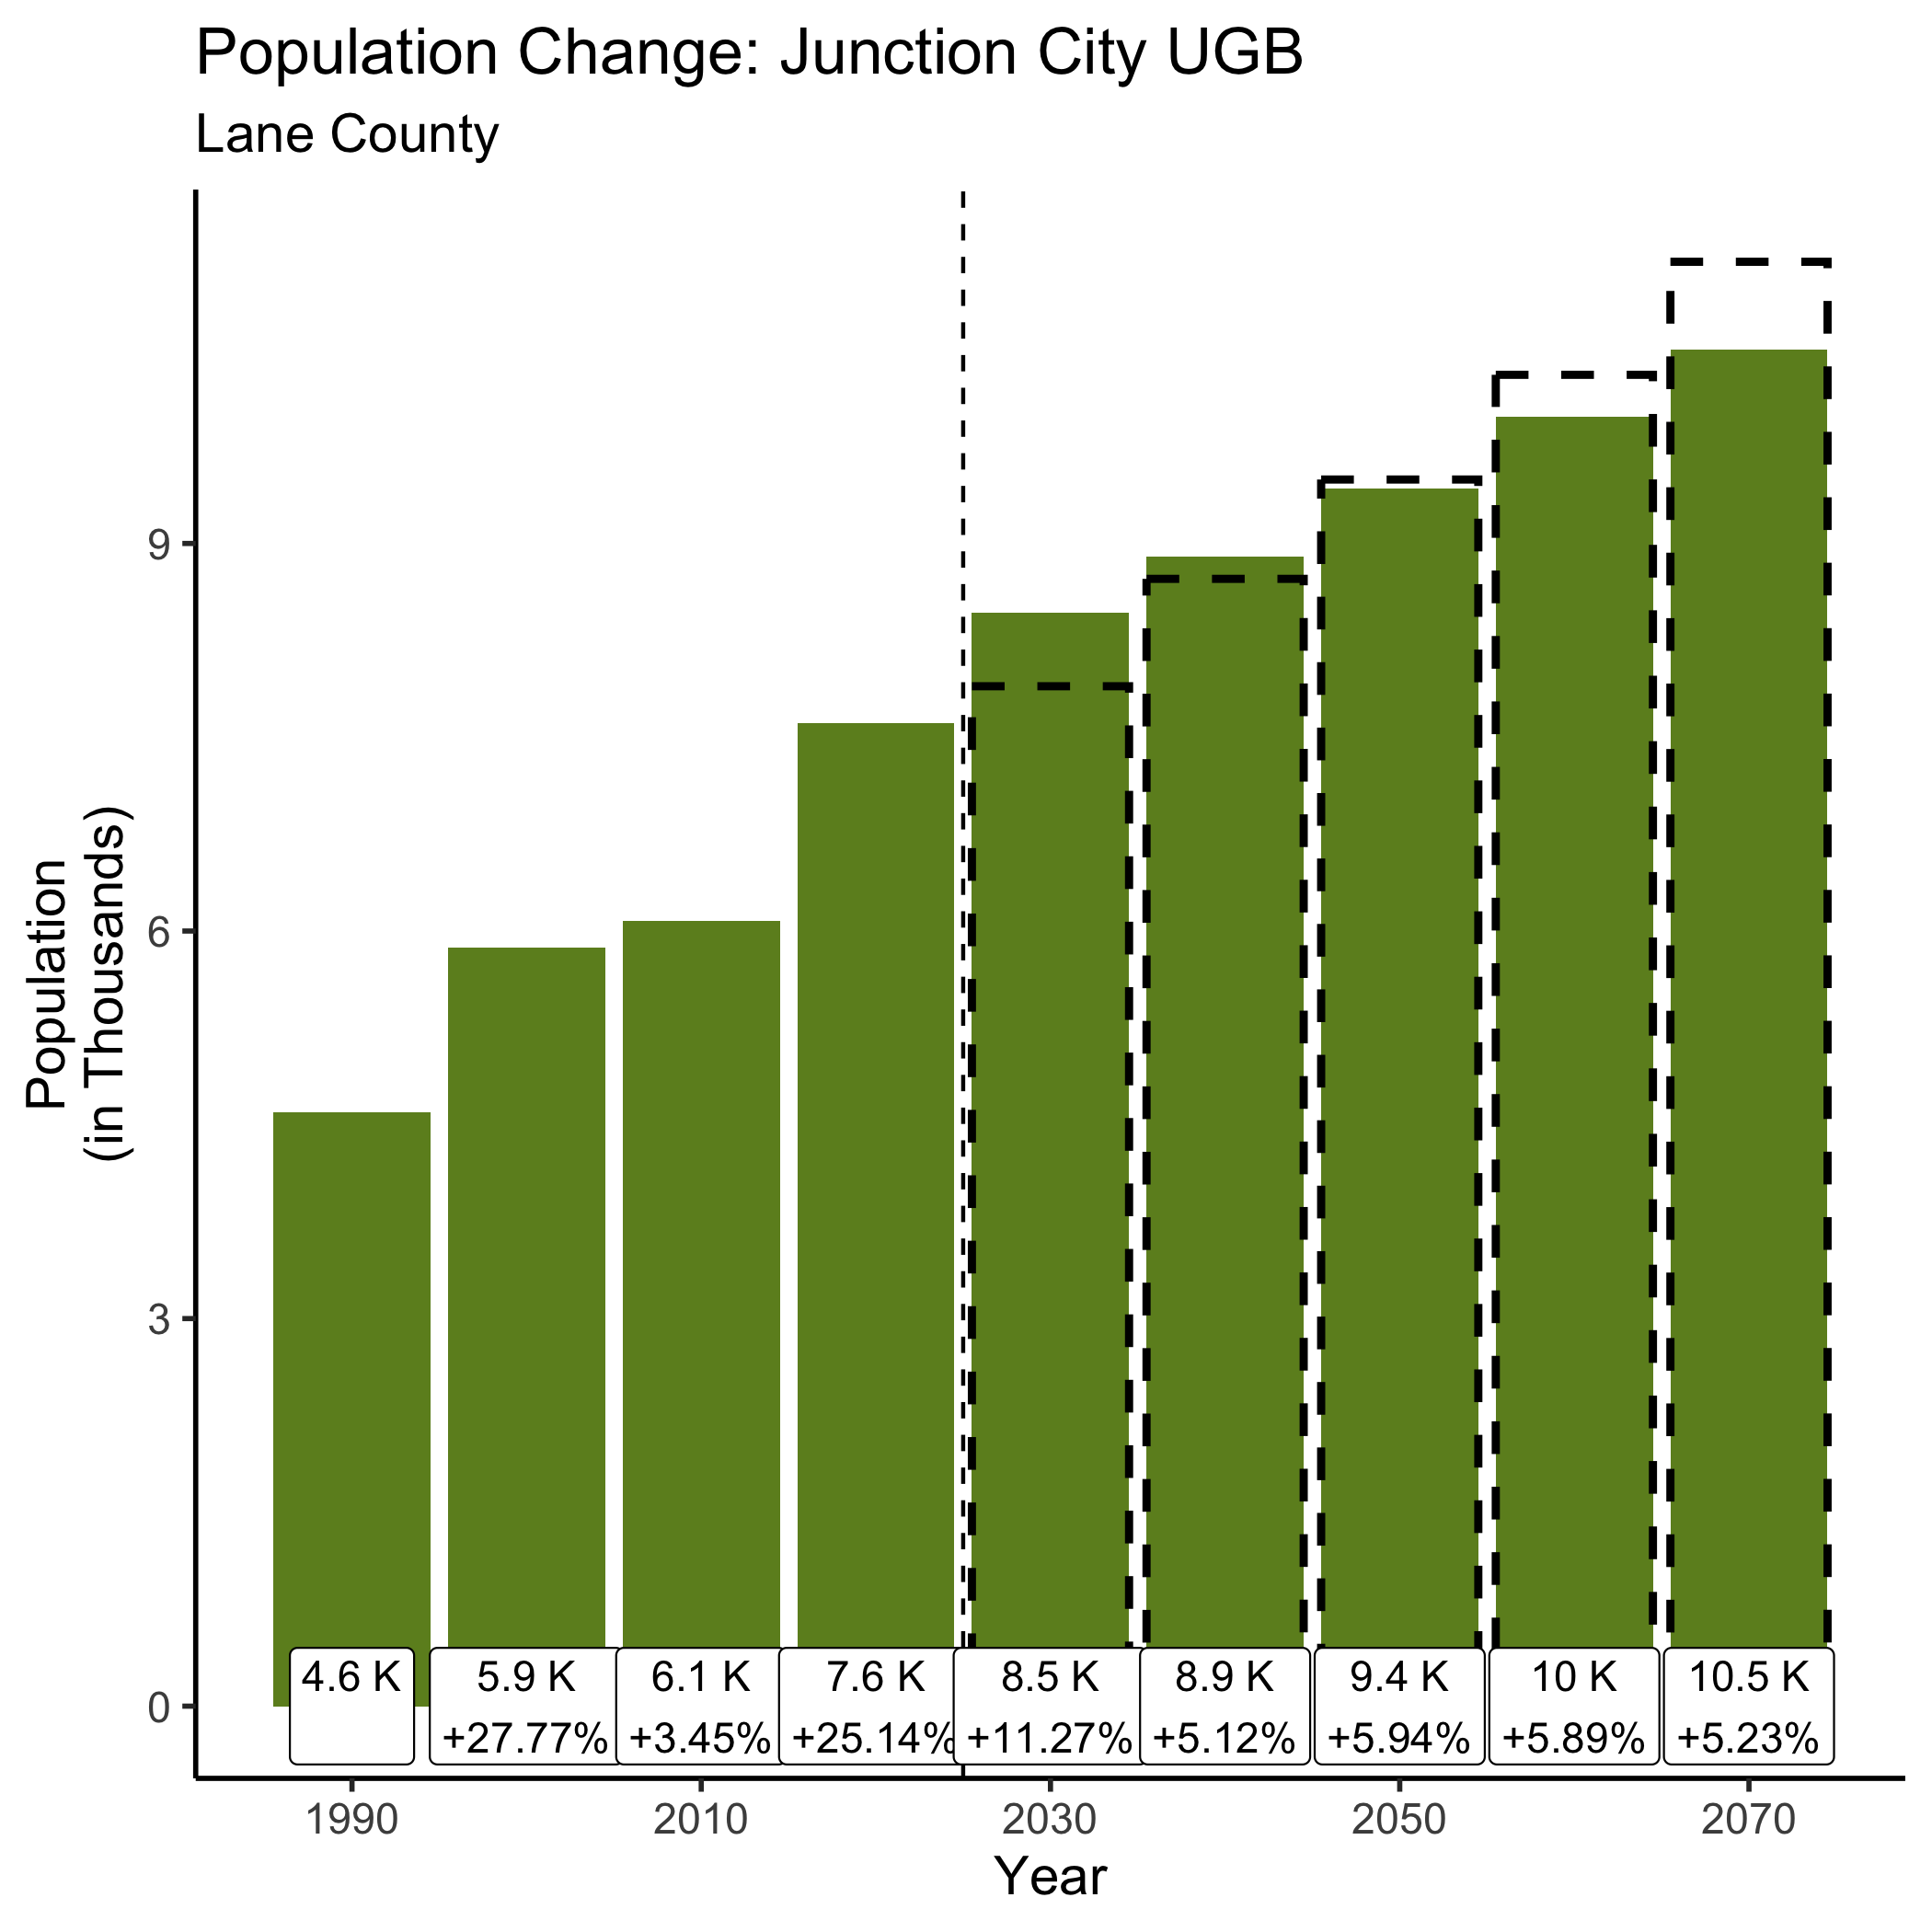 Population Change: Junction City UGB
Lane County
Population
(in Thousands)
9
6
3
0
4.6 K
5.9 K
+27.77%
6.1 K
+3.45%
7.6 K
+25.14%
8.5 K
+11.27%
8.9 K
+5.12%
9.4 K
+5.94%
10 K
+5.89%
10.5 K
+5.23%
1990
2010
2030
2050
2070
Year